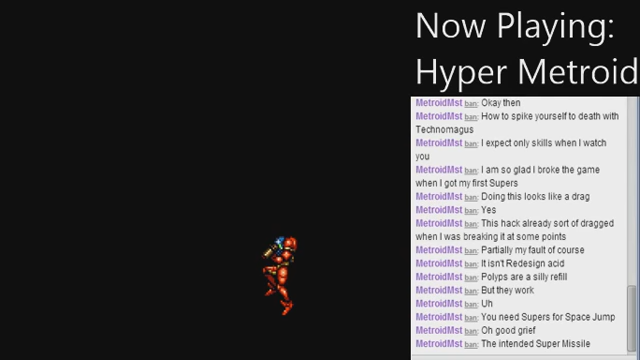 Now Playing:
Hyper Metroid
MetroidMst ban: Okay then
MetroidMst ban: How to spike yourself to death with
Technomagus
MetroidMst ban: I expect only skills when I watch
you
MetroidMst ban: I am so glad I broke the game
when I got my first Supers
MetroidMst ban: Doing this looks like a drag
MetroidMst ban: Yes
MetroidMst ban: This hack already sort of dragged
when I was breaking it at some points
MetroidMst ban: Partially my fault of course
MetroidMst ban: It isn't Redesign acid
MetroidMst ban: Polyps are a silly refill
MetroidMst ban: But they work
MetroidMst ban: Uh
MetroidMst ban: You need Supers for Space Jump
MetroidMst ban: Oh good grief
MetroidMst ban: The intended Super Missile